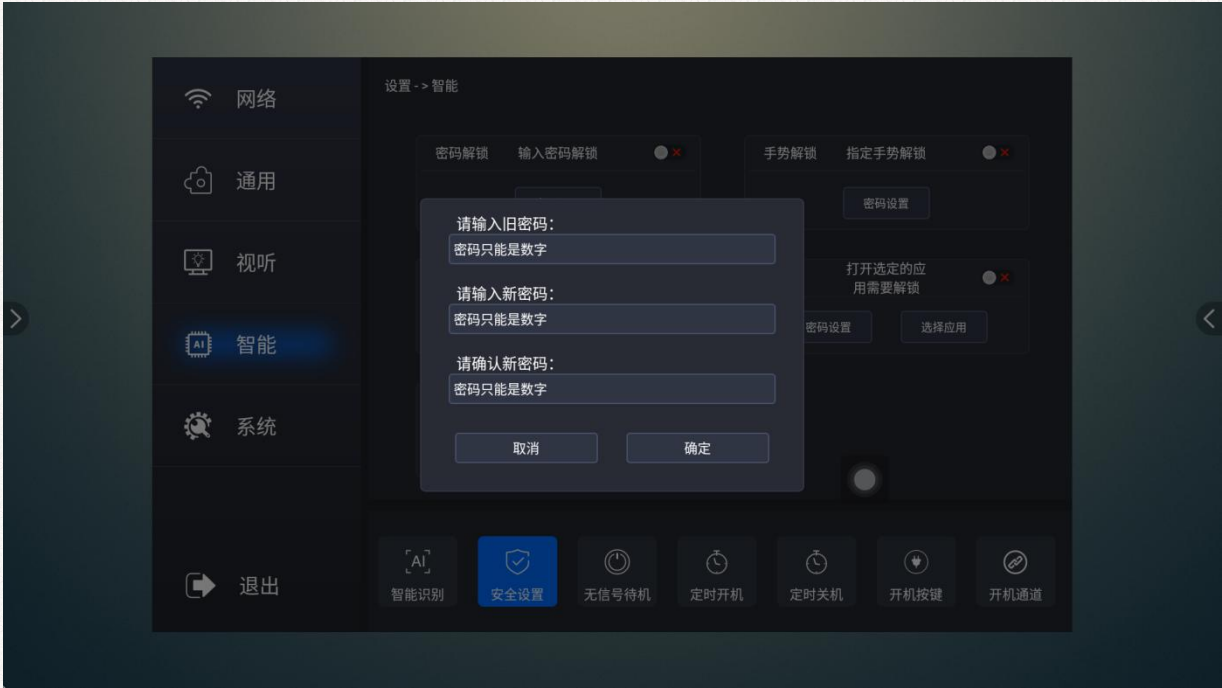 网络
通用
视听
智能
系统
退出
设置->智能
密码解锁 输入密码解锁
手势解锁 指定手势解锁
密码设置
请输入旧密码：
密码只能是数字
请输入新密码：
密码只能是数字
请确认新密码：
密码只能是数字
取消 确定
打开选定的应
用需要解锁
密码设置 选择应用
AI
AI
智能识别 安全设置 无信号待机 定时开机 定时关机 开机按键 开机通道